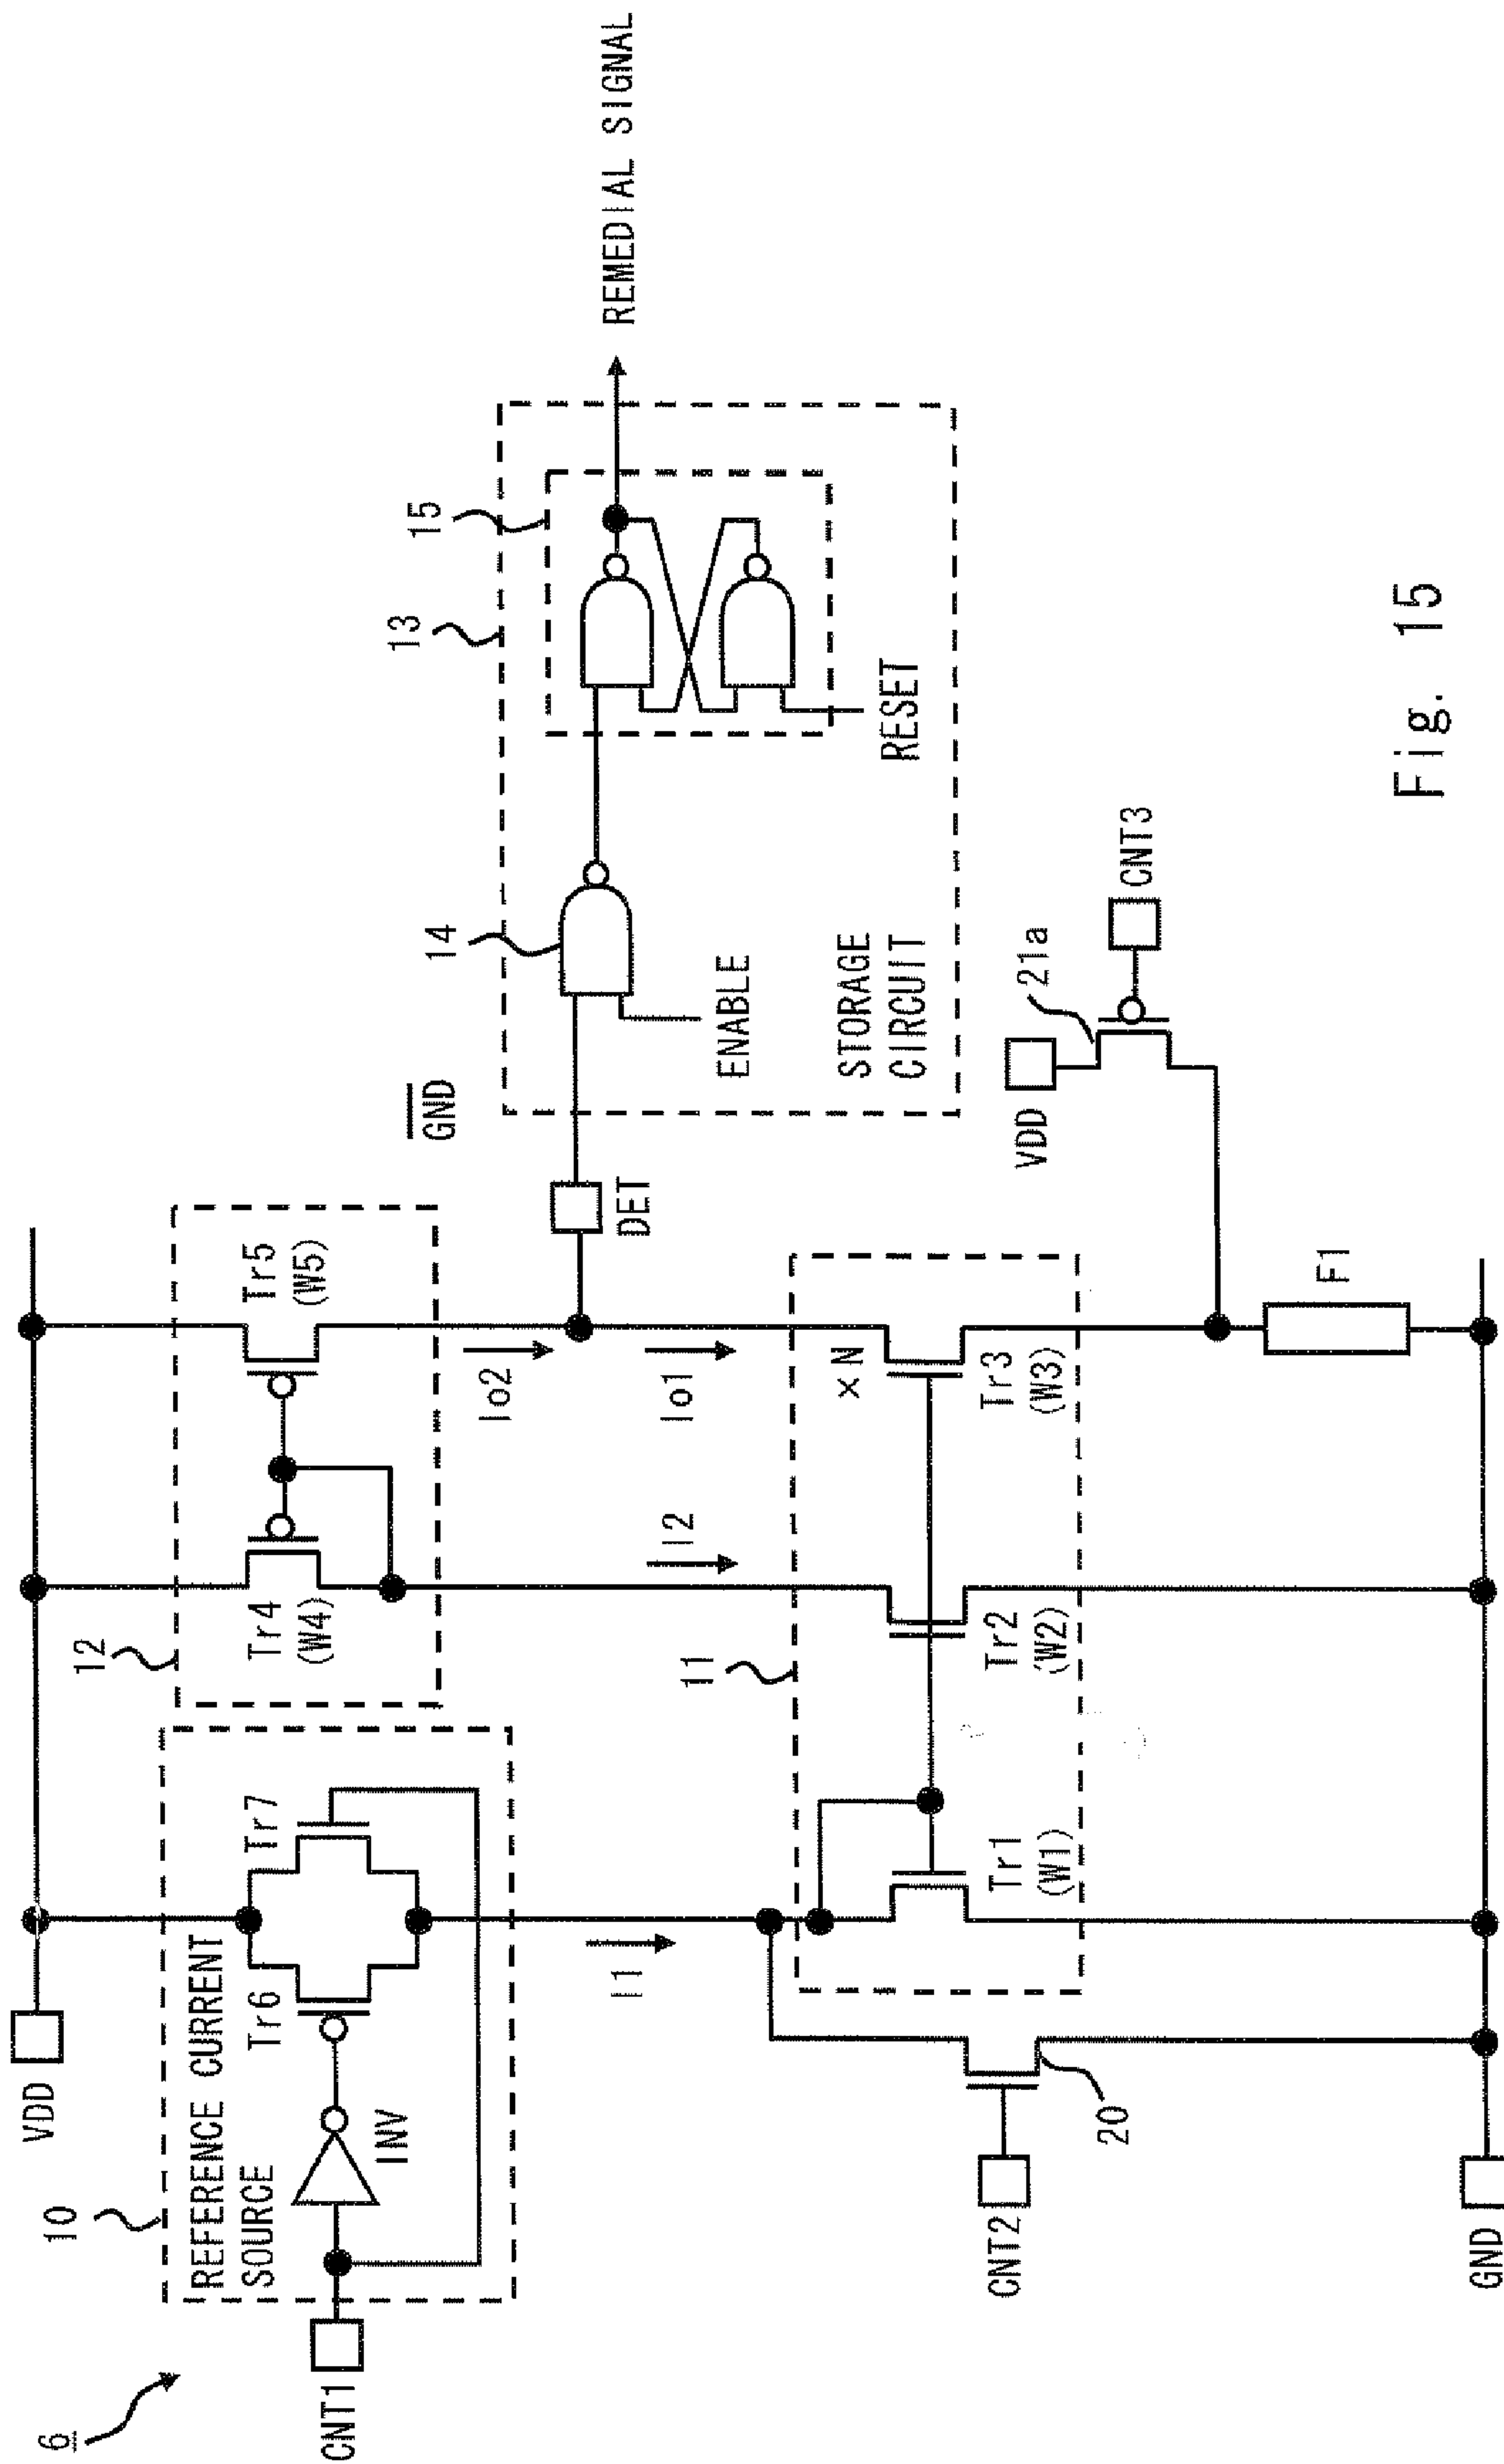 6
VDD
10
REFERENCE CURRENT
SOURCE
Tr6
Tr7
INV
CNT1
12
Tr4
(W4)
Tr5
(W5)
GND
I1
I2
Io2
Io1
DET
13
14
15
ENABLE
RESET
STORAGE
CIRCUIT
REMEDIAL SIGNAL
11
×N
Tr1
(W1)
Tr2
(W2)
Tr3
(W3)
CNT2
20
VDD
21a
CNT3
F1
GND
Fig. 15